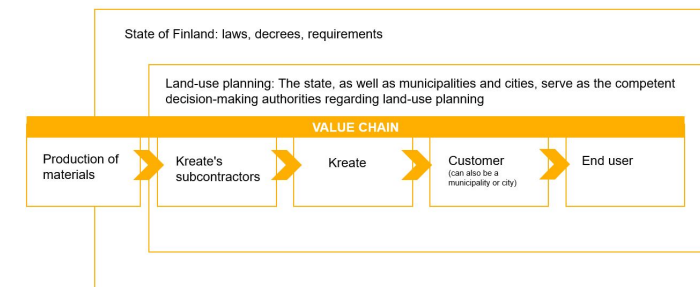 State of Finland: laws, decrees, requirements
Land-use planning: The state, as well as municipalities and cities, serve as the competent
decision-making authorities regarding land-use planning
VALUE CHAIN
Production of
materials
Kreate's
subcontractors
Kreate
Customer
(can also be a
municipality or city)
End user